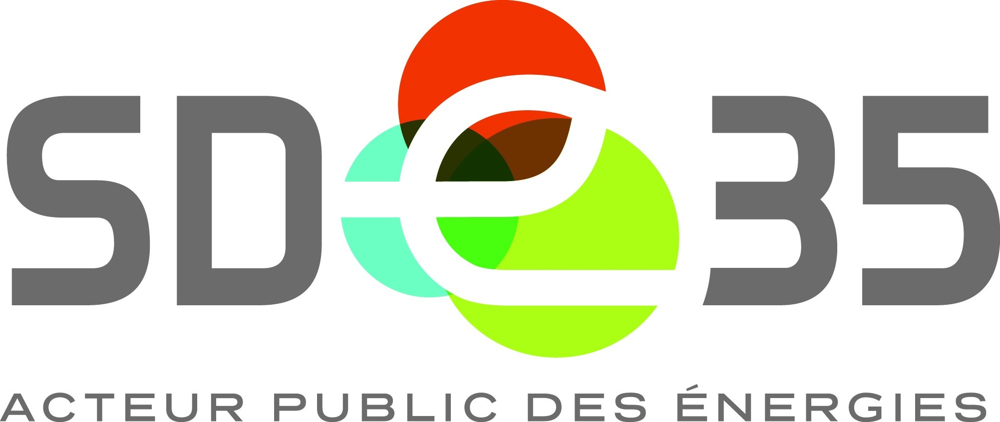 SDe35
ACTEUR PUBLIC DES ÉNERGIES